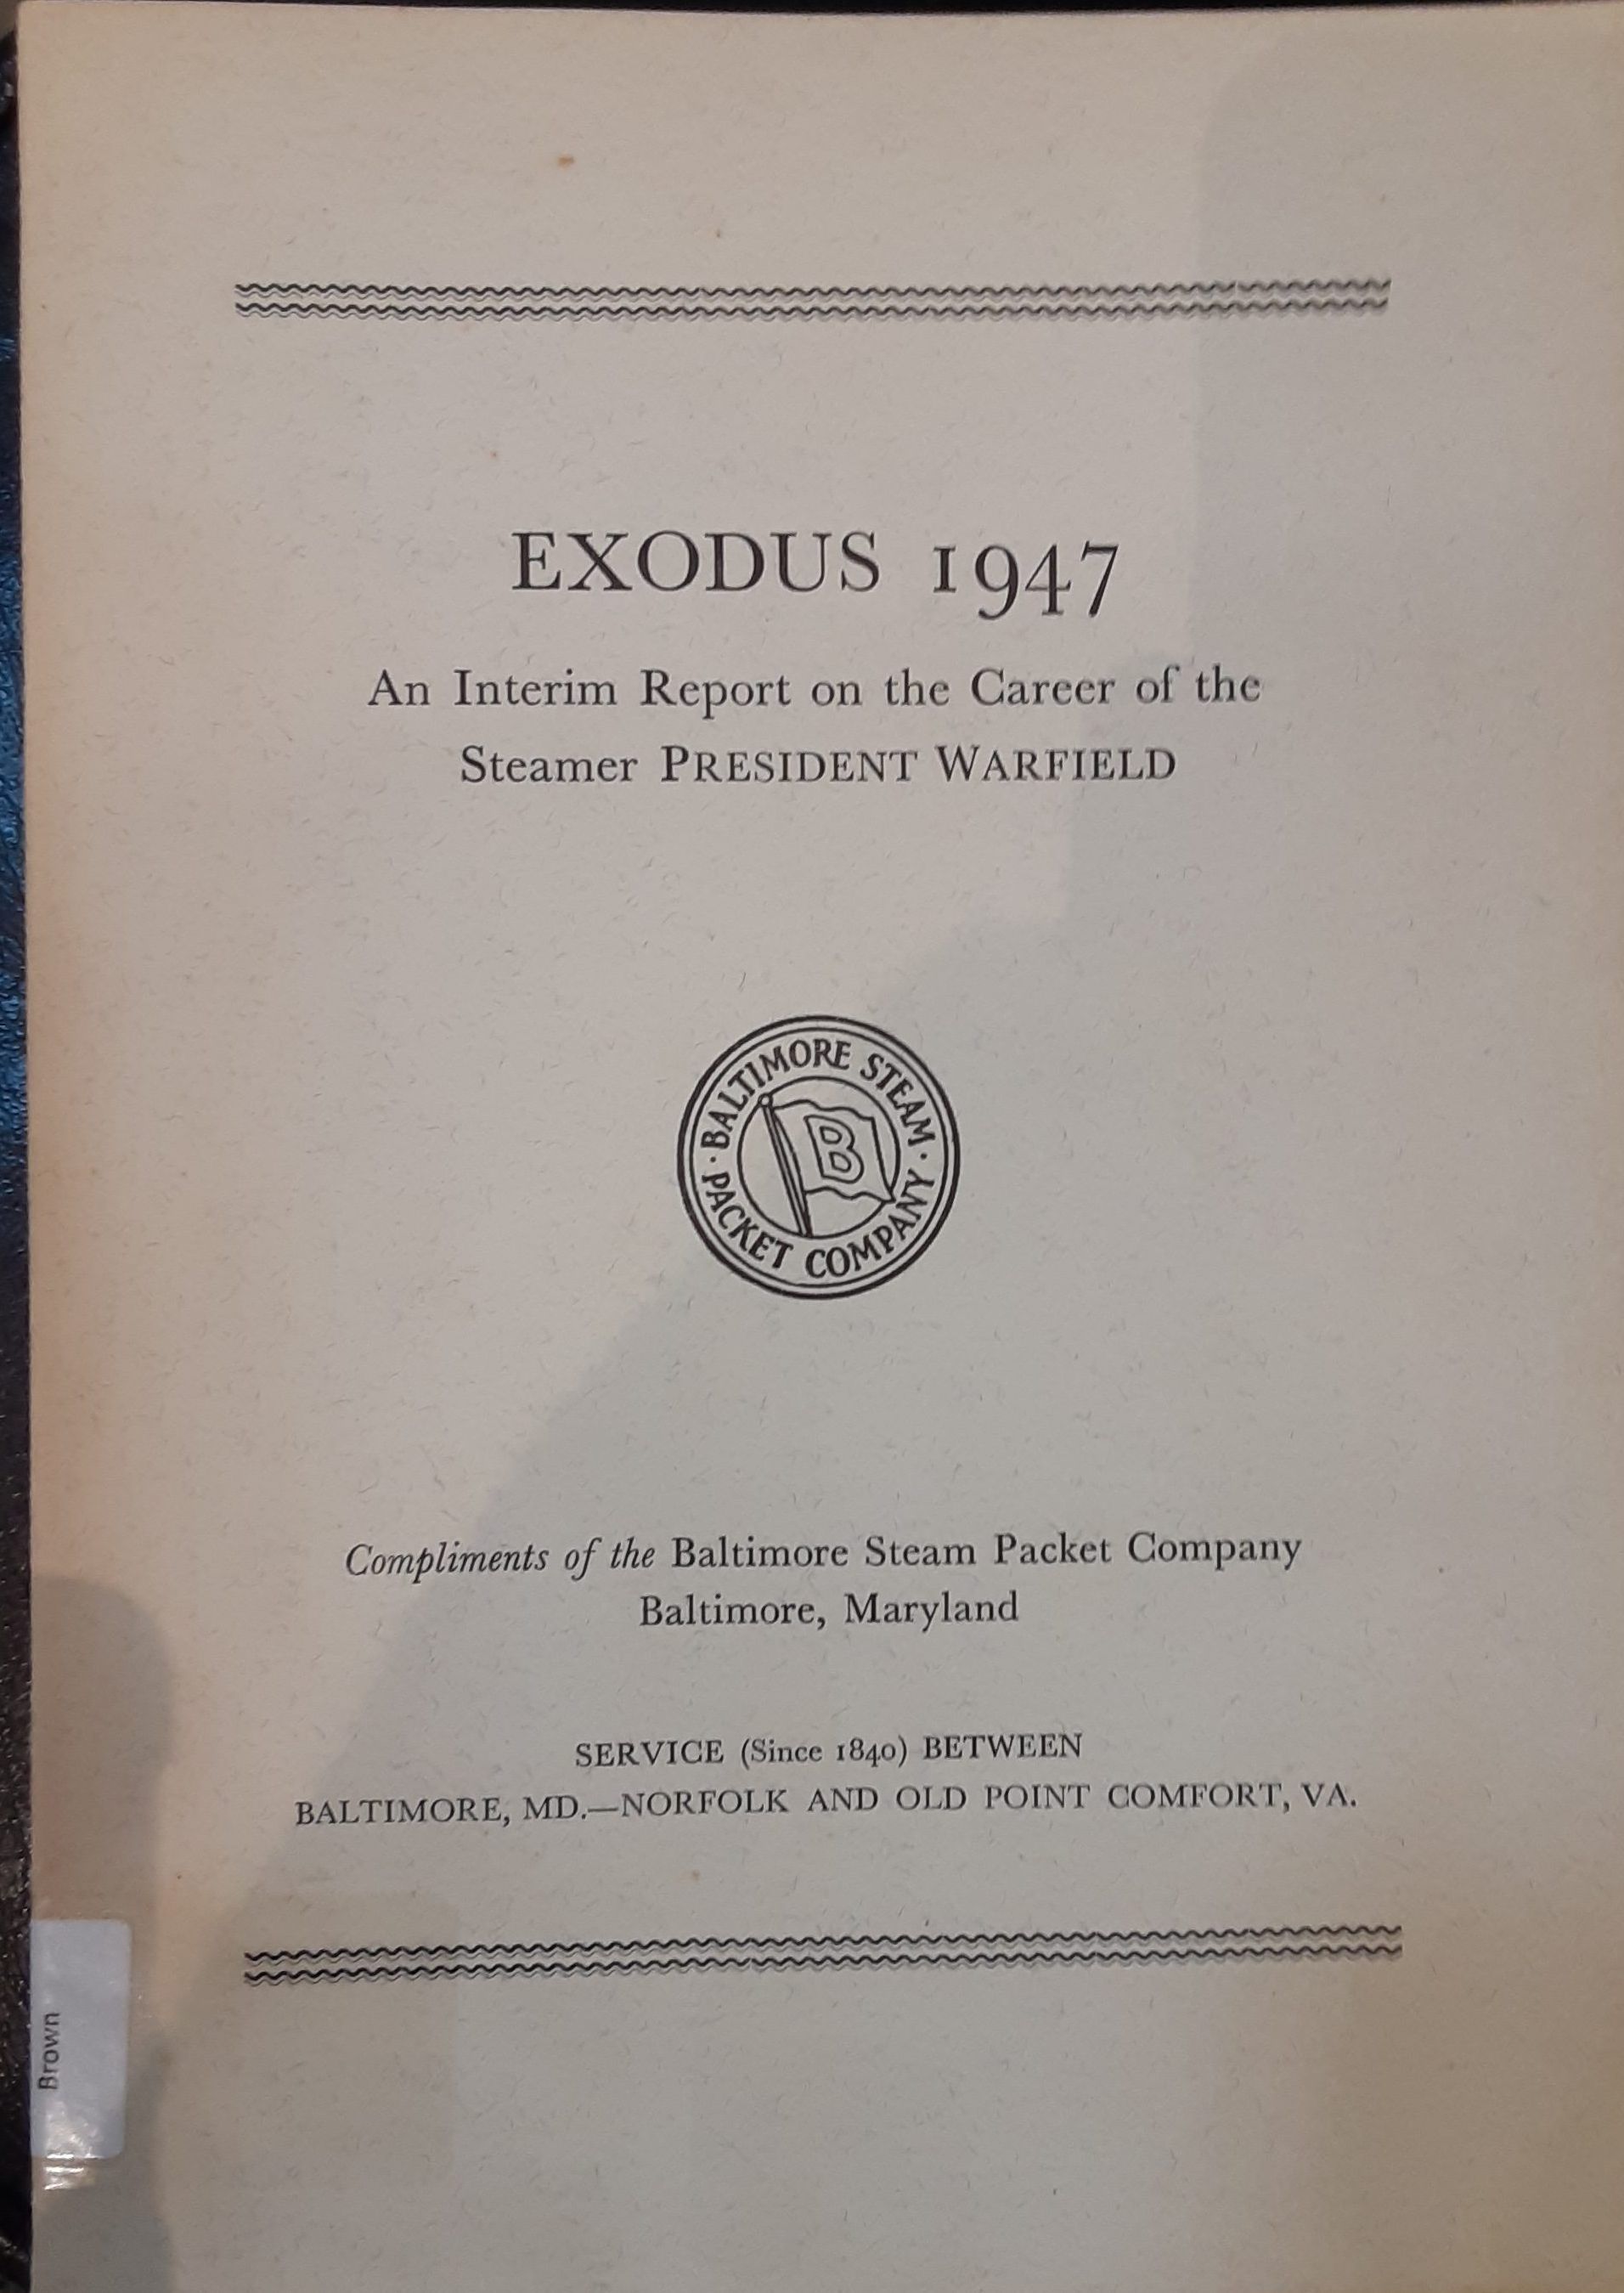 EXODUS 1947
An Interim Report on the Career of the
Steamer PRESIDENT WARFIELD
· BALTIMORE STEAM ·
PACKET COMPANY
B
Compliments of the Baltimore Steam Packet Company
Baltimore, Maryland
SERVICE (Since 1840) BETWEEN
BALTIMORE, MD.—NORFOLK AND OLD POINT COMFORT, VA.
Brown